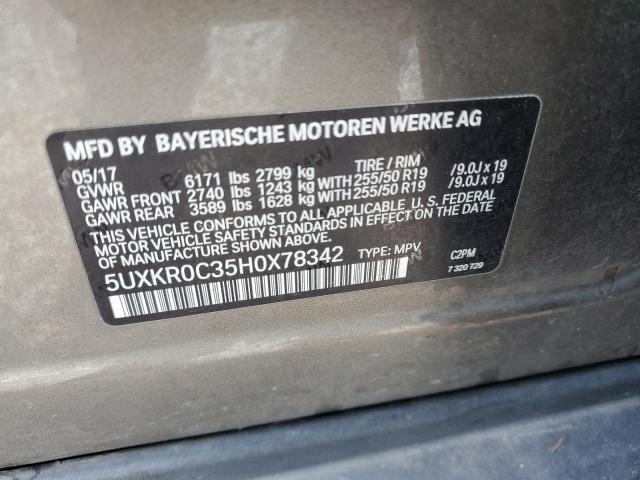 MFD BY BAYERISCHE MOTOREN WERKE AG
05/17 TIRE / RIM
GVWR 6171 lbs 2799 kg
GAWR FRONT 2740 lbs 1243 kg WITH 255/50 R19 /9.0J x 19
GAWR REAR 3589 lbs 1628 kg WITH 255/50 R19 /9.0J x 19
THIS VEHICLE CONFORMS TO ALL APPLICABLE U.S. FEDERAL
MOTOR VEHICLE SAFETY STANDARDS IN EFFECT ON THE DATE
OF MANUFACTURE SHOWN ABOVE.
5UXKR0C35H0X78342 TYPE: MPV C2PM
7 320 729